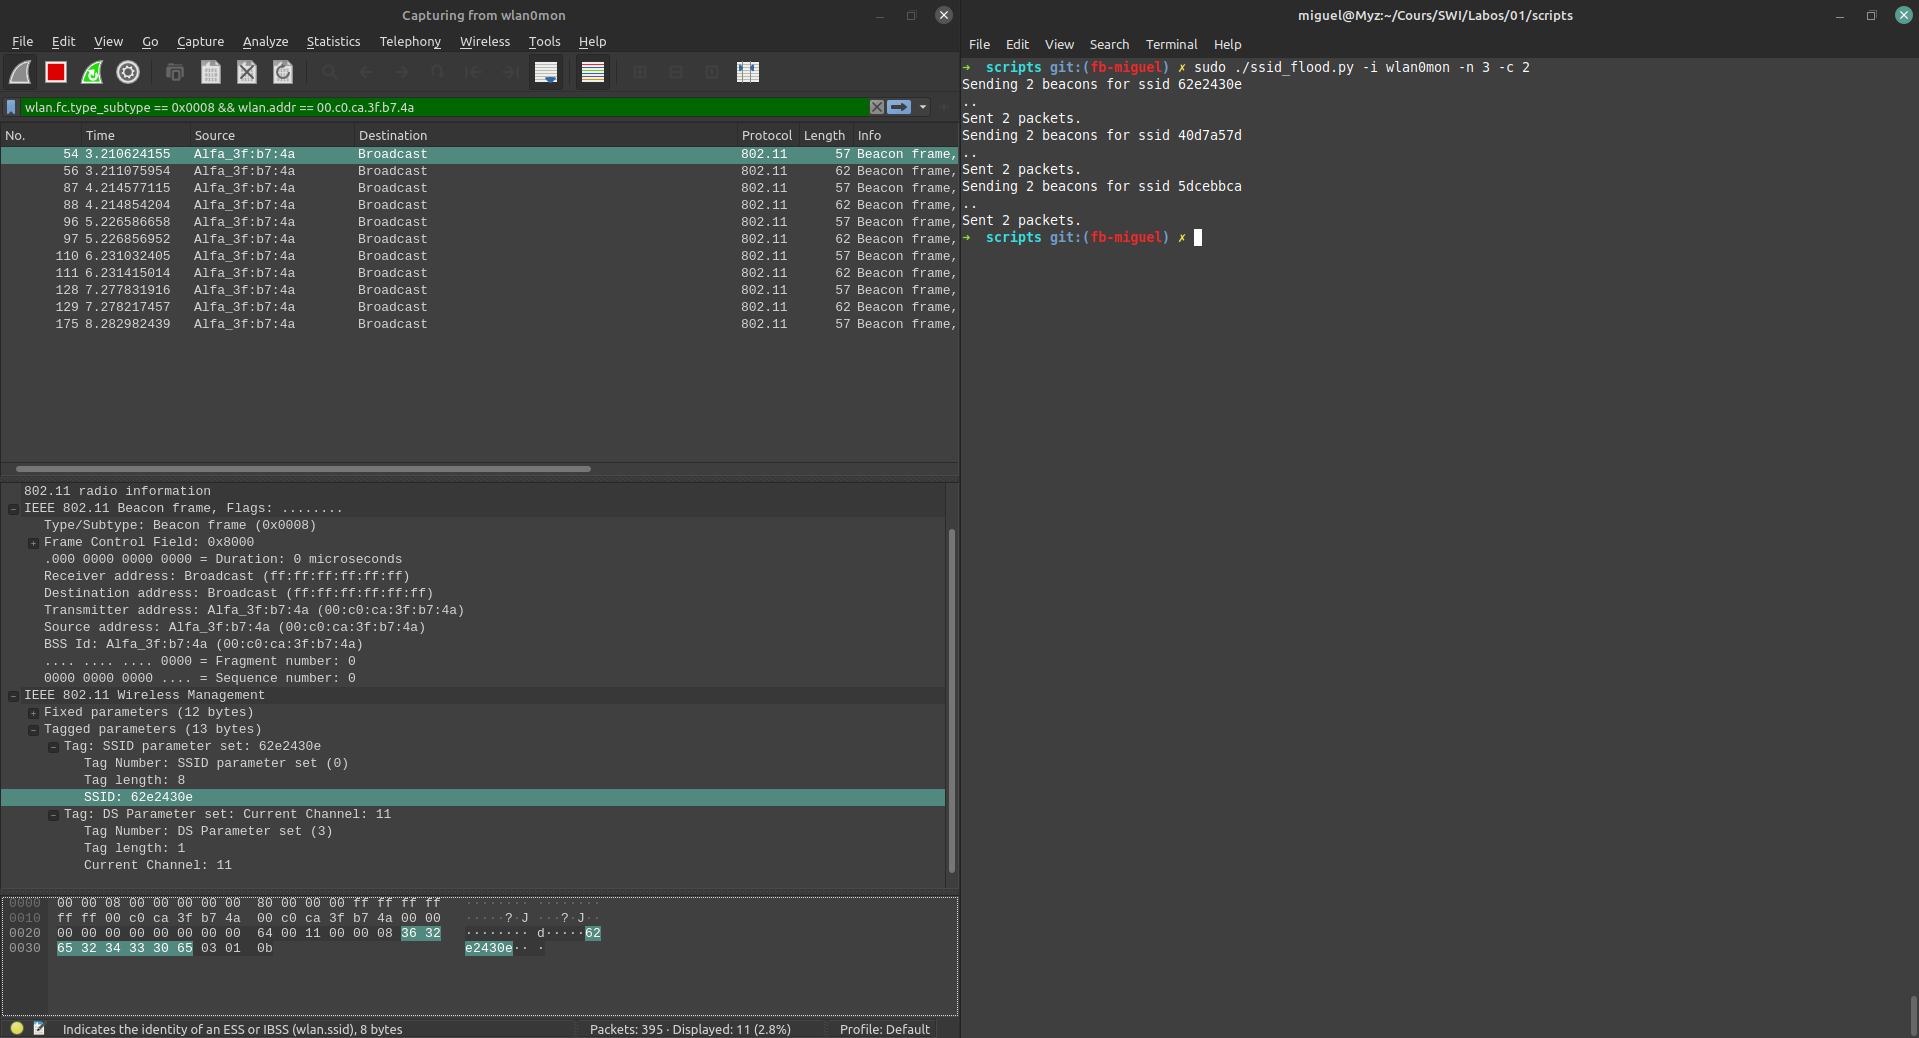 Capturing from wlan0mon
File Edit View Go Capture Analyze Statistics Telephony Wireless Tools Help
wlan.fc.type_subtype == 0x0008 && wlan.addr == 00.c0.ca.3f.b7.4a
No. Time Source Destination Protocol Length Info
54 3.210624155 Alfa_3f:b7:4a Broadcast 802.11 57 Beacon frame,
56 3.211075954 Alfa_3f:b7:4a Broadcast 802.11 62 Beacon frame,
87 4.214577115 Alfa_3f:b7:4a Broadcast 802.11 57 Beacon frame,
88 4.214854204 Alfa_3f:b7:4a Broadcast 802.11 62 Beacon frame,
96 5.226586658 Alfa_3f:b7:4a Broadcast 802.11 57 Beacon frame,
97 5.226856952 Alfa_3f:b7:4a Broadcast 802.11 62 Beacon frame,
110 6.231032405 Alfa_3f:b7:4a Broadcast 802.11 57 Beacon frame,
111 6.231415014 Alfa_3f:b7:4a Broadcast 802.11 62 Beacon frame,
128 7.277831916 Alfa_3f:b7:4a Broadcast 802.11 57 Beacon frame,
129 7.278217457 Alfa_3f:b7:4a Broadcast 802.11 62 Beacon frame,
175 8.282982439 Alfa_3f:b7:4a Broadcast 802.11 57 Beacon frame,
802.11 radio information
IEEE 802.11 Beacon frame, Flags: ........
Type/Subtype: Beacon frame (0x0008)
Frame Control Field: 0x8000
.000 0000 0000 0000 = Duration: 0 microseconds
Receiver address: Broadcast (ff:ff:ff:ff:ff:ff)
Destination address: Broadcast (ff:ff:ff:ff:ff:ff)
Transmitter address: Alfa_3f:b7:4a (00:c0:ca:3f:b7:4a)
Source address: Alfa_3f:b7:4a (00:c0:ca:3f:b7:4a)
BSS Id: Alfa_3f:b7:4a (00:c0:ca:3f:b7:4a)
.... .... .... 0000 = Fragment number: 0
0000 0000 0000 .... = Sequence number: 0
IEEE 802.11 Wireless Management
Fixed parameters (12 bytes)
Tagged parameters (13 bytes)
Tag: SSID parameter set: 62e2430e
Tag Number: SSID parameter set (0)
Tag length: 8
SSID: 62e2430e
Tag: DS Parameter set: Current Channel: 11
Tag Number: DS Parameter set (3)
Tag length: 1
Current Channel: 11
0000 00 00 08 00 00 00 00 00 80 00 00 00 ff ff ff ff ········ ········
0010 ff ff 00 c0 ca 3f b7 4a 00 c0 ca 3f b7 4a 00 00 ·····?·J ···?·J··
0020 00 00 00 00 00 00 00 00 64 00 11 00 00 08 36 32 ········ d·····62
0030 65 32 34 33 30 65 03 01 0b e2430e·· ·
Indicates the identity of an ESS or IBSS (wlan.ssid), 8 bytes Packets: 395 · Displayed: 11 (2.8%) Profile: Default
miguel@Myz:~/Cours/SWI/Labos/01/scripts
File Edit View Search Terminal Help
→ scripts git:(fb-miguel) ✗ sudo ./ssid_flood.py -i wlan0mon -n 3 -c 2
Sending 2 beacons for ssid 62e2430e
..
Sent 2 packets.
Sending 2 beacons for ssid 40d7a57d
..
Sent 2 packets.
Sending 2 beacons for ssid 5dcebbca
..
Sent 2 packets.
→ scripts git:(fb-miguel) ✗